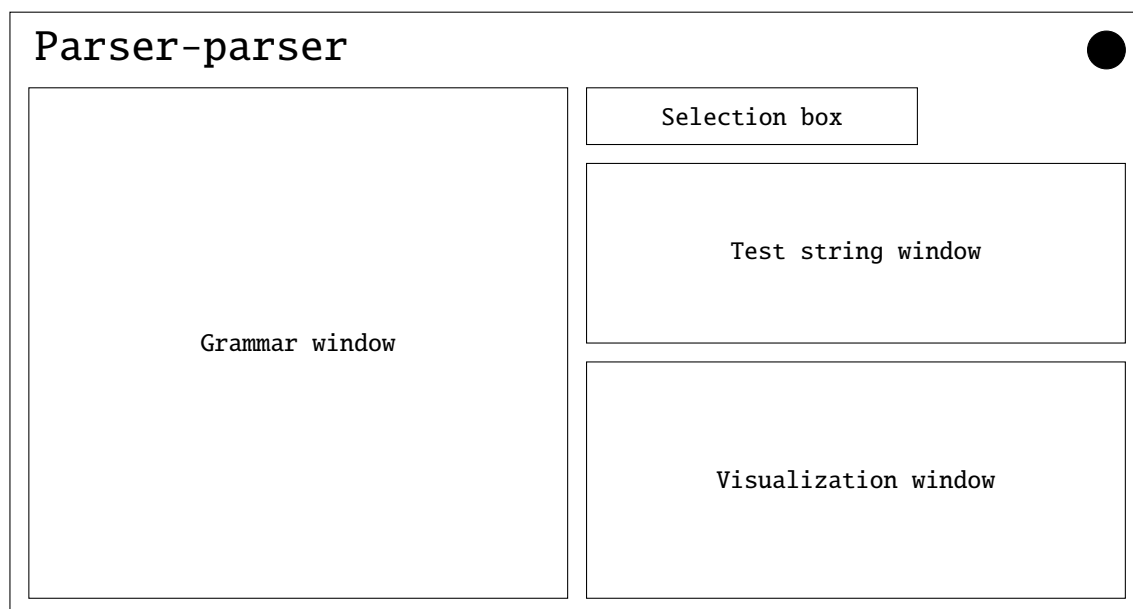 Parser-parser
Selection box
Test string window
Grammar window
Visualization window